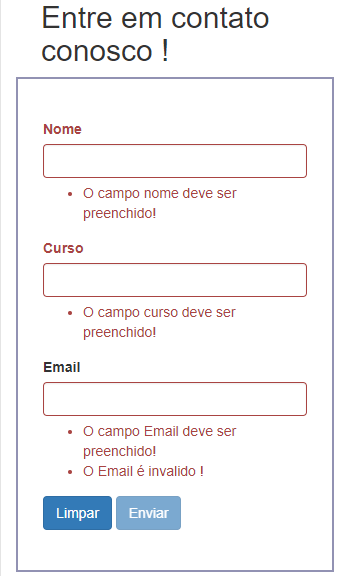 Entre em contato
conosco !
Nome
O campo nome deve ser
preenchido!
Curso
O campo curso deve ser
preenchido!
Email
O campo Email deve ser
preenchido!
O Email é invalido !
Limpar Enviar